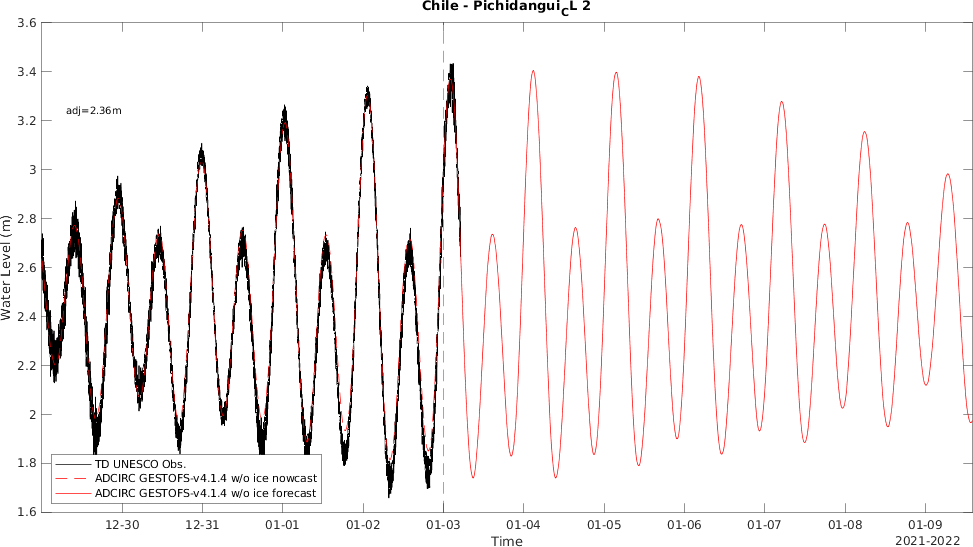 Chile - PichidanguiCL 2
3.6
3.4
3.2
3
2.8
2.6
2.4
2.2
2
1.8
1.6
Water Level (m)
adj=2.36m
TD UNESCO Obs.
ADCIRC GESTOFS-v4.1.4 w/o ice nowcast
ADCIRC GESTOFS-v4.1.4 w/o ice forecast
12-30 12-31 01-01 01-02 01-03 01-04 01-05 01-06 01-07 01-08 01-09
Time
2021-2022